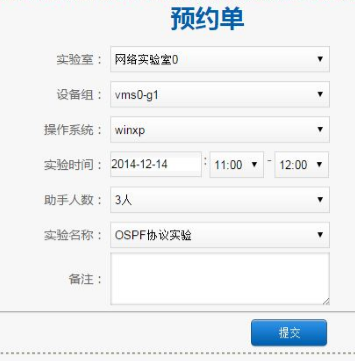 预约单
实验室： 网络实验室0
设备组： vms0-g1
操作系统： winxp
实验时间： 2014-12-14 : 11:00 - 12:00
助手人数： 3人
实验名称： OSPF协议实验
备注：
提交